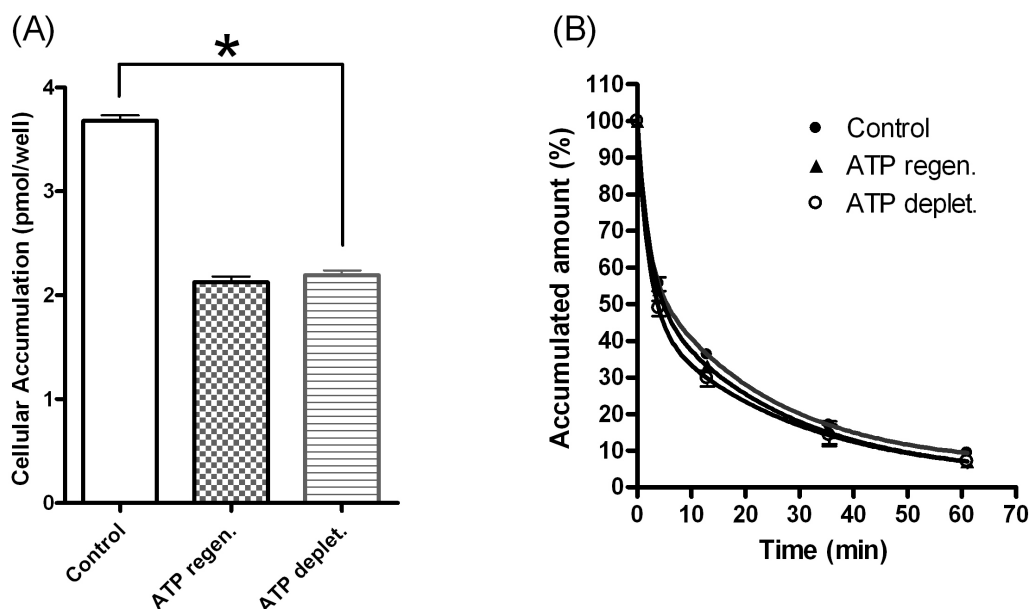 (A)
*
Cellular Accumulation (pmol/well)
4
3
2
1
0
Control
ATP regen.
ATP deplet.
(B)
Accumulated amount (%)
110
100
90
80
70
60
50
40
30
20
10
0
0 10 20 30 40 50 60 70
Time (min)
Control
ATP regen.
ATP deplet.